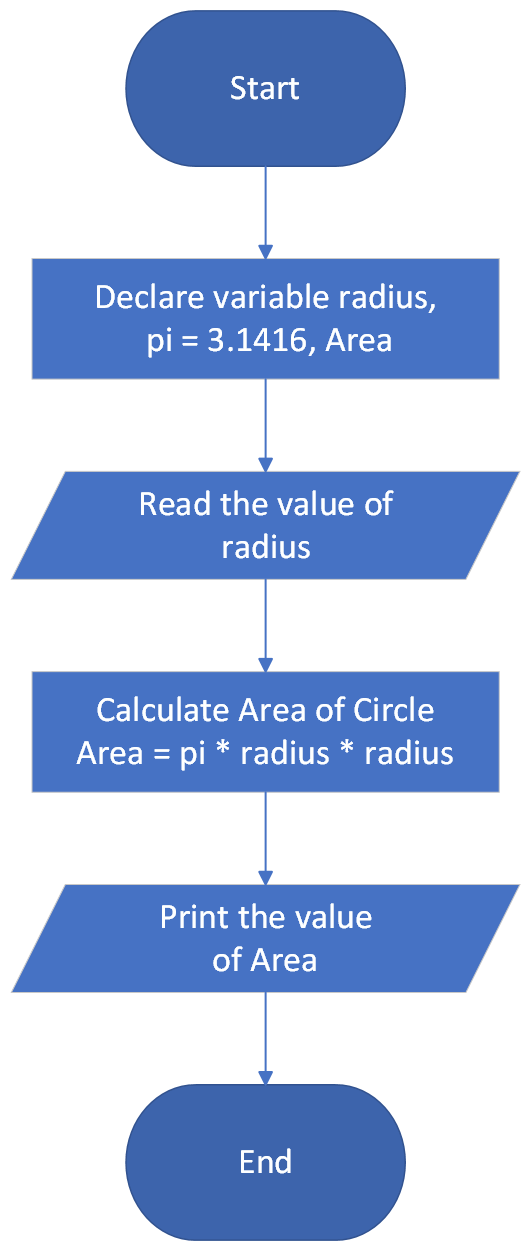 Start
Declare variable radius,
pi = 3.1416, Area
Read the value of
radius
Calculate Area of Circle
Area = pi * radius * radius
Print the value
of Area
End